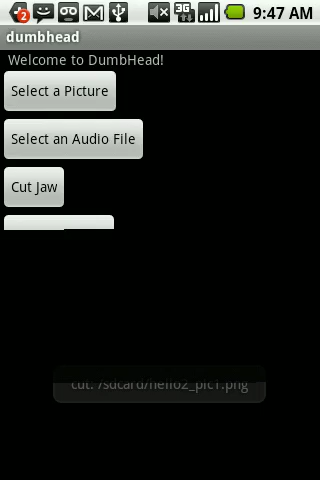 2
3G
9:47 AM
dumbhead
Welcome to DumbHead!
Select a Picture
Select an Audio File
Cut Jaw
cut: /sdcard/hello2_pic1.png